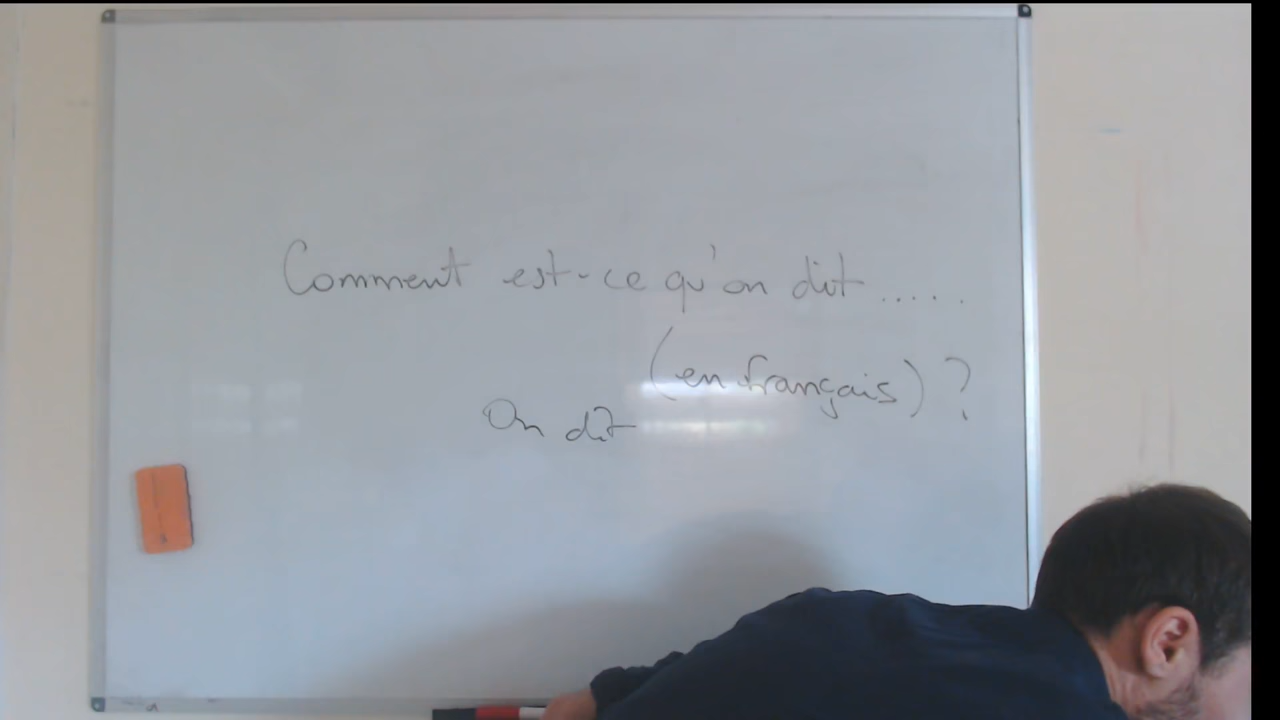 Comment est-ce qu'on dit .....
(en français) ?
On dit